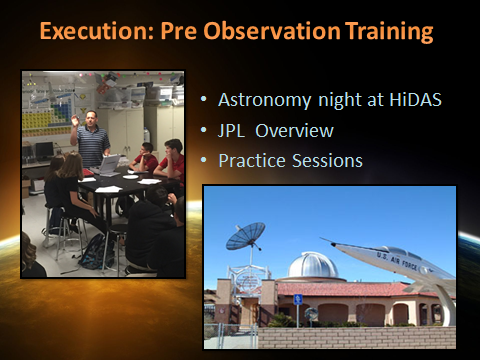 Execution: Pre Observation Training
• Astronomy night at HiDAS
• JPL Overview
• Practice Sessions
U.S. AIR FORCE